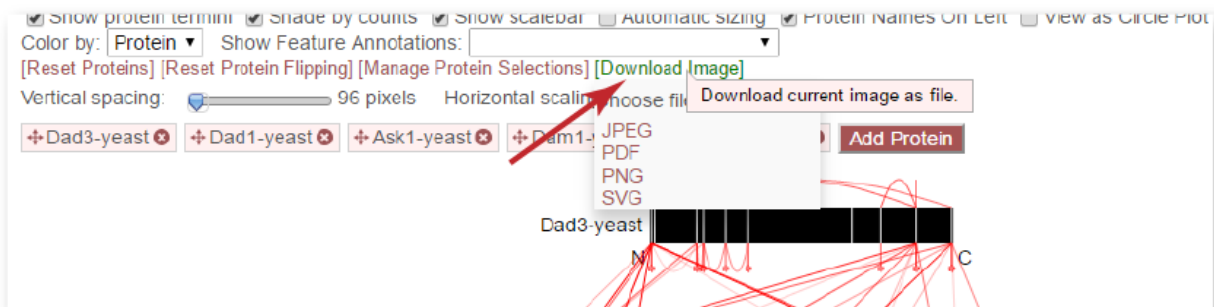 Show protein termini Shade by counts Show scalebar Automatic sizing Protein Names On Left View as Circle Plot
Color by: Protein Show Feature Annotations:
[Reset Proteins] [Reset Protein Flipping] [Manage Protein Selections] [Download Image]
Vertical spacing: 96 pixels Horizontal scalin
Download current image as file.
Dad3-yeast Dad1-yeast Ask1-yeast Dam1- Add Protein
JPEG
PDF
PNG
SVG
Dad3-yeast
N C